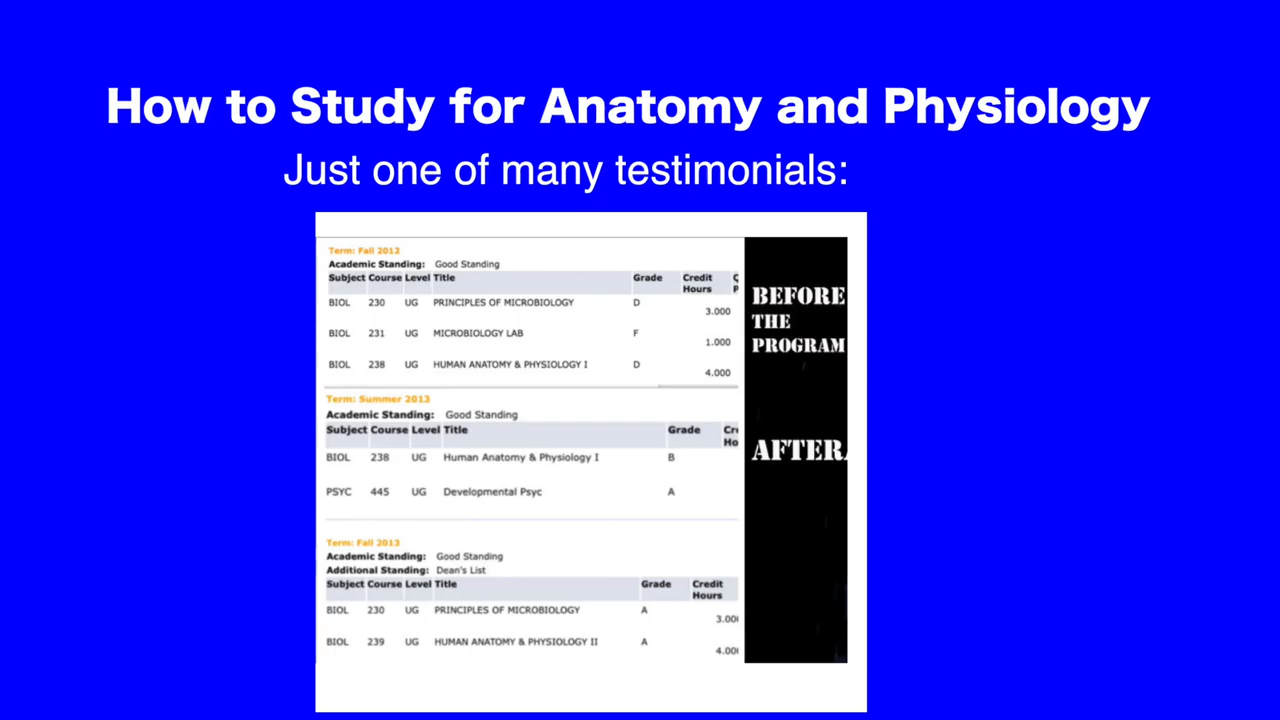 How to Study for Anatomy and Physiology
Just one of many testimonials:
Term: Fall 2012
Academic Standing: Good Standing
Subject Course Level Title Grade Credit Hours
BIOL 230 UG PRINCIPLES OF MICROBIOLOGY D 3.000
BIOL 231 UG MICROBIOLOGY LAB F 1.000
BIOL 238 UG HUMAN ANATOMY & PHYSIOLOGY I D 4.000
Term: Summer 2013
Academic Standing: Good Standing
Subject Course Level Title Grade
BIOL 238 UG Human Anatomy & Physiology I B
PSYC 445 UG Developmental Psyc A
Term: Fall 2013
Academic Standing: Good Standing
Additional Standing: Dean's List
Subject Course Level Title Grade Credit Hours
BIOL 230 UG PRINCIPLES OF MICROBIOLOGY A 3.00
BIOL 239 UG HUMAN ANATOMY & PHYSIOLOGY II A 4.00
BEFORE
THE
PROGRAM
AFTER